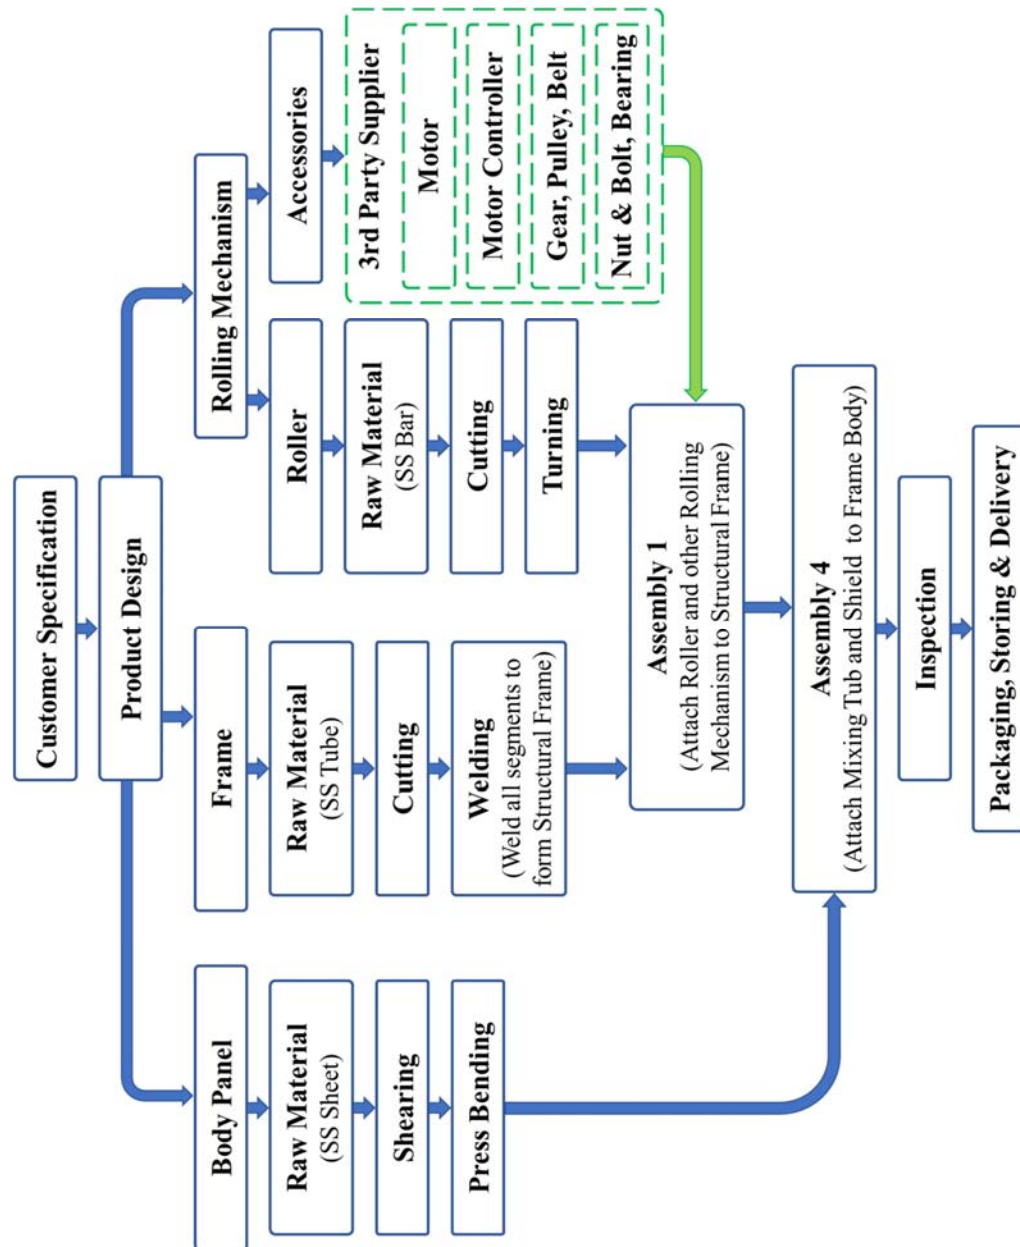 Customer Specification
Product Design
Body Panel
Raw Material
(SS Sheet)
Shearing
Press Bending
Frame
Raw Material
(SS Tube)
Cutting
Welding
(Weld all segments to
form Structural Frame)
Rolling Mechanism
Roller
Raw Material
(SS Bar)
Cutting
Turning
Accessories
3rd Party Supplier
Motor
Motor Controller
Gear, Pulley, Belt
Nut & Bolt, Bearing
Assembly 1
(Attach Roller and other Rolling
Mechanism to Structural Frame)
Assembly 4
(Attach Mixing Tub and Shield to Frame Body)
Inspection
Packaging, Storing & Delivery